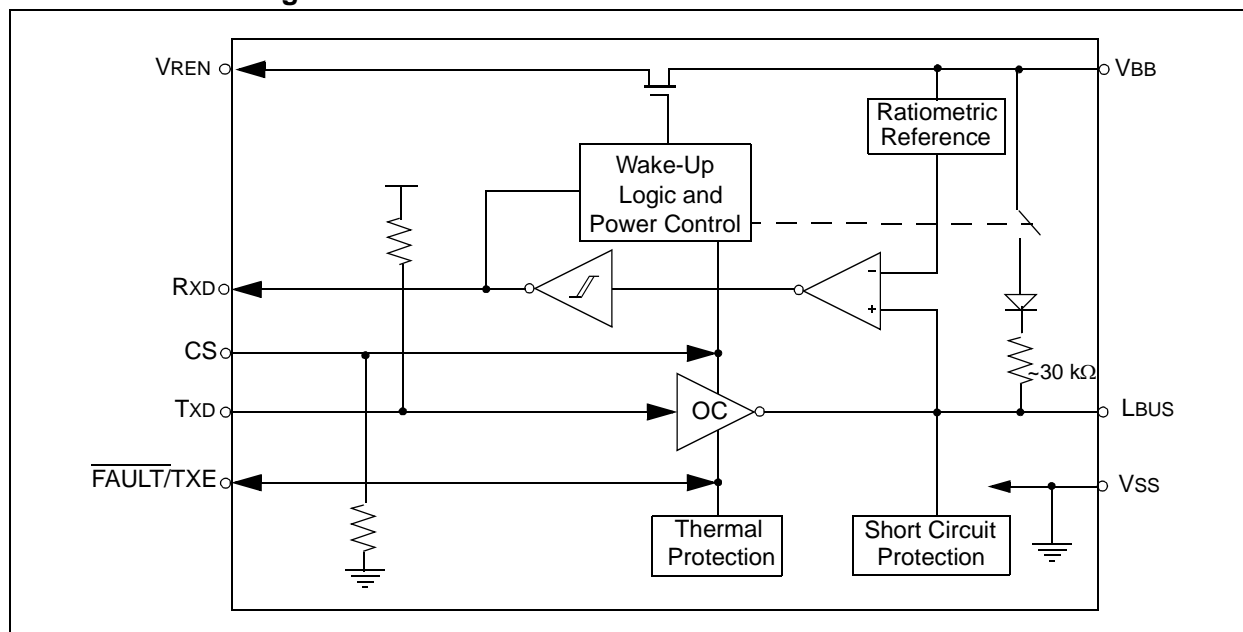 VREN
VBB
Ratiometric
Reference
Wake-Up
Logic and
Power Control
RXD
-
+
CS
~30 kΩ
TXD
OC
LBUS
FAULT/TXE
VSS
Thermal
Protection
Short Circuit
Protection